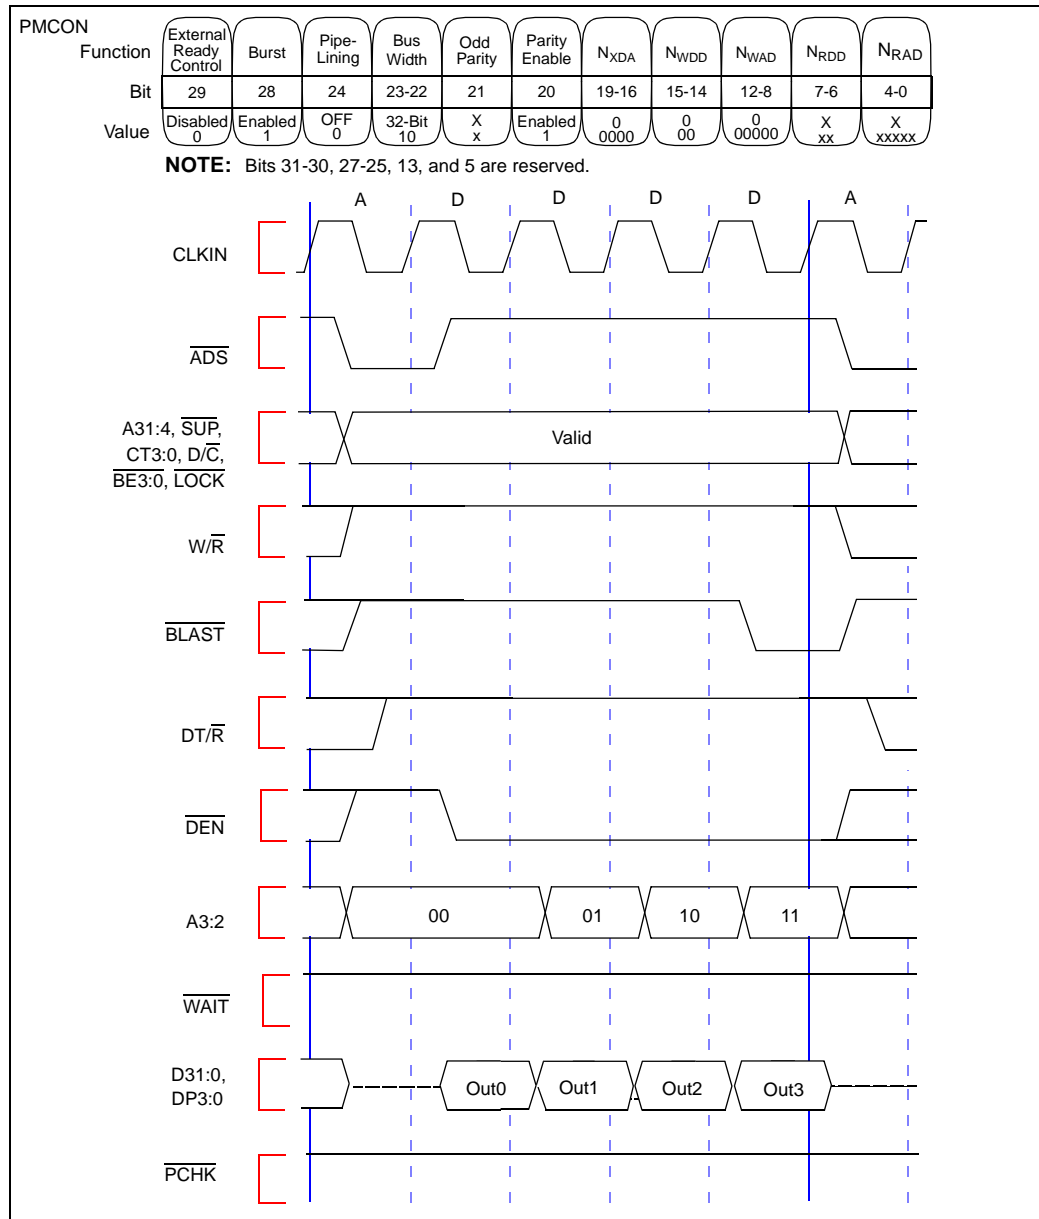 PMCON
Function
External Ready Control
Burst
Pipe-Lining
Bus Width
Odd Parity
Parity Enable
NXDA
NWDD
NWAD
NRDD
NRAD
Bit
29
28
24
23-22
21
20
19-16
15-14
12-8
7-6
4-0
Value
Disabled 0
Enabled 1
OFF 0
32-Bit 10
X x
Enabled 1
0 0000
0 00
0 00000
X xx
X xxxxx
NOTE: Bits 31-30, 27-25, 13, and 5 are reserved.
A D D D D A
CLKIN
ADS
A31:4, SUP,
CT3:0, D/C,
BE3:0, LOCK
Valid
W/R
BLAST
DT/R
DEN
A3:2
00 01 10 11
WAIT
D31:0,
DP3:0
Out0 Out1 Out2 Out3
PCHK